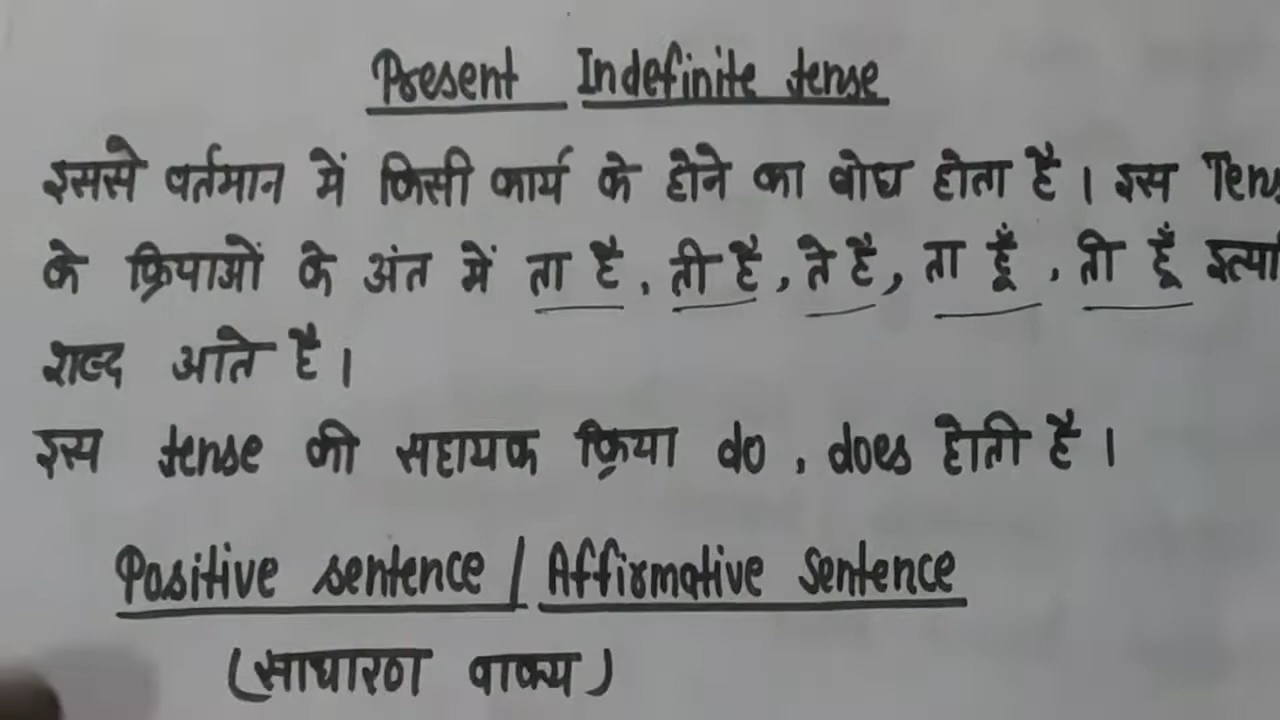 Present Indefinite tense
इससे वर्तमान में किसी कार्य के होने का बोध होता है। इस Ten
के क्रियाओं के अंत में ता है, ती है, ते है, ता हूँ, ती हूँ इत्या
शब्द आते है।
इस tense की सहायक क्रिया do, does होती है।
Positive sentence / Affirmative sentence
(साधारण वाक्य)